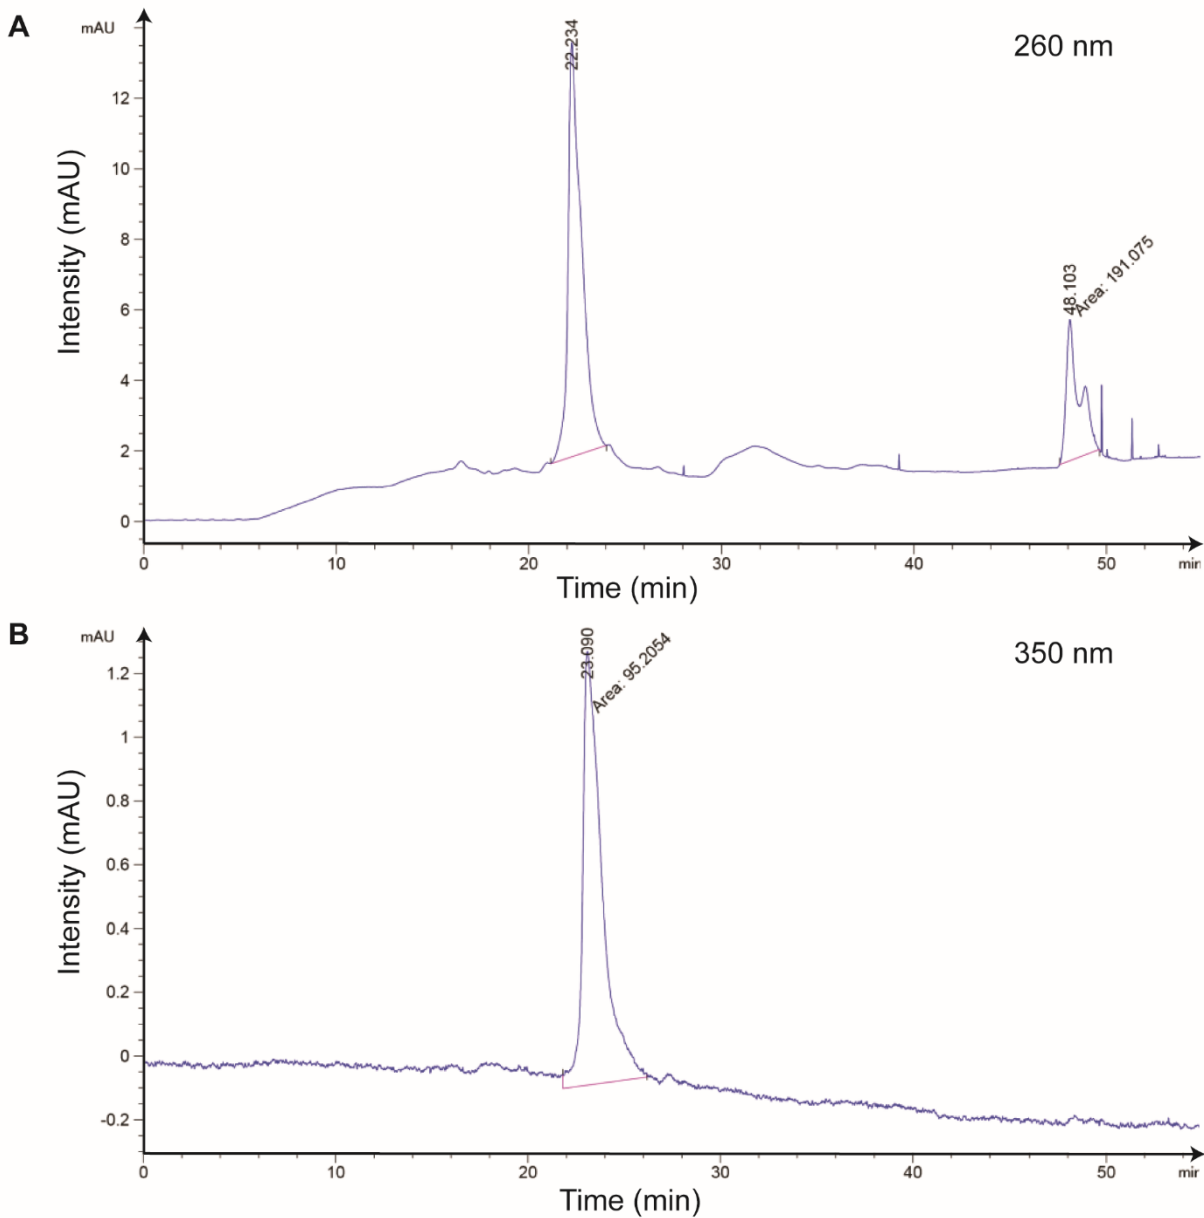 A
mAU
260 nm
22.234
48.103
Area: 191.075
Intensity (mAU)
12
10
8
6
4
2
0
0
10
20
30
40
50
min
Time (min)
B
mAU
350 nm
23.090
Area: 95.2054
Intensity (mAU)
1.2
1
0.8
0.6
0.4
0.2
0
-0.2
0
10
20
30
40
50
min
Time (min)